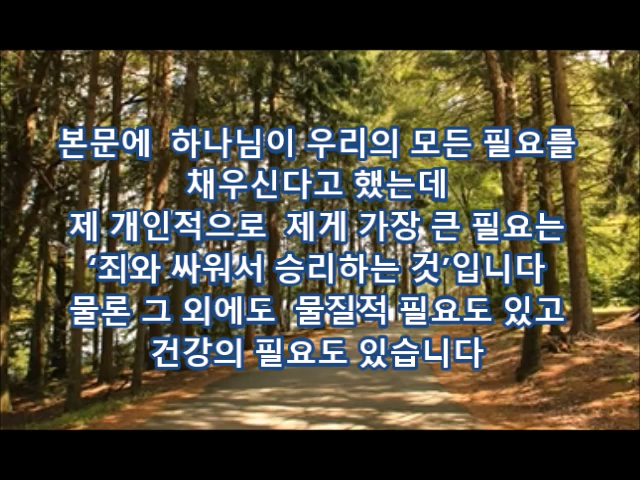 본문에 하나님이 우리의 모든 필요를
채우신다고 했는데
제 개인적으로 제게 가장 큰 필요는
'죄와 싸워서 승리하는 것'입니다
물론 그 외에도 물질적 필요도 있고
건강의 필요도 있습니다